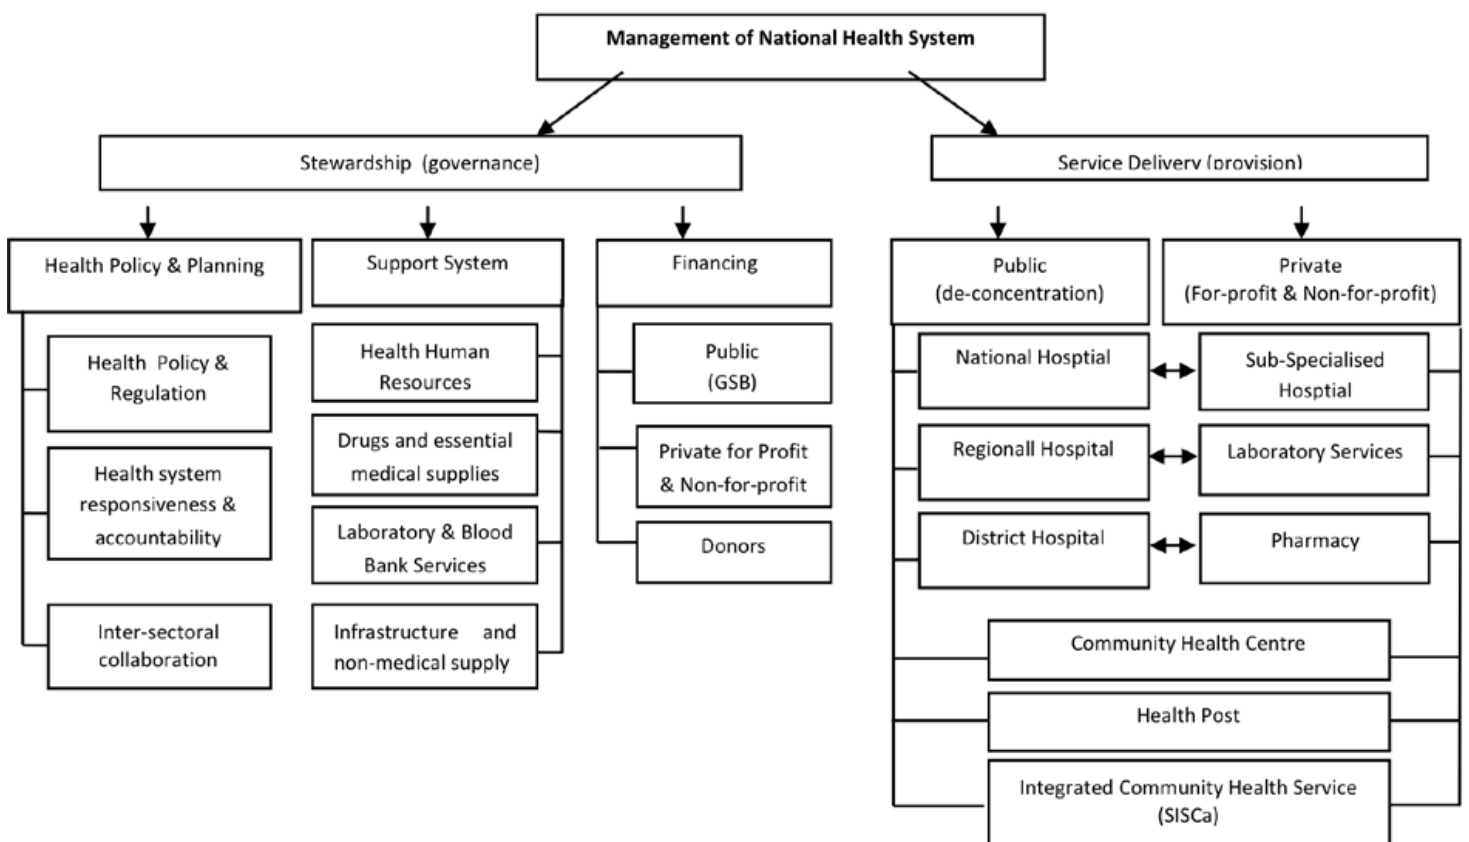 Management of National Health System
Stewardship (governance)
Service Delivery (provision)
Health Policy & Planning
Support System
Financing
Public
(de-concentration)
Private
(For-profit & Non-for-profit)
Health Policy &
Regulation
Health system
responsiveness &
accountability
Inter-sectoral
collaboration
Health Human
Resources
Drugs and essential
medical supplies
Laboratory & Blood
Bank Services
Infrastructure and
non-medical supply
Public
(GSB)
Private for Profit
& Non-for-profit
Donors
National Hosptial
Sub-Specialised
Hosptial
Regionall Hospital
Laboratory Services
District Hospital
Pharmacy
Community Health Centre
Health Post
Integrated Community Health Service
(SISCa)